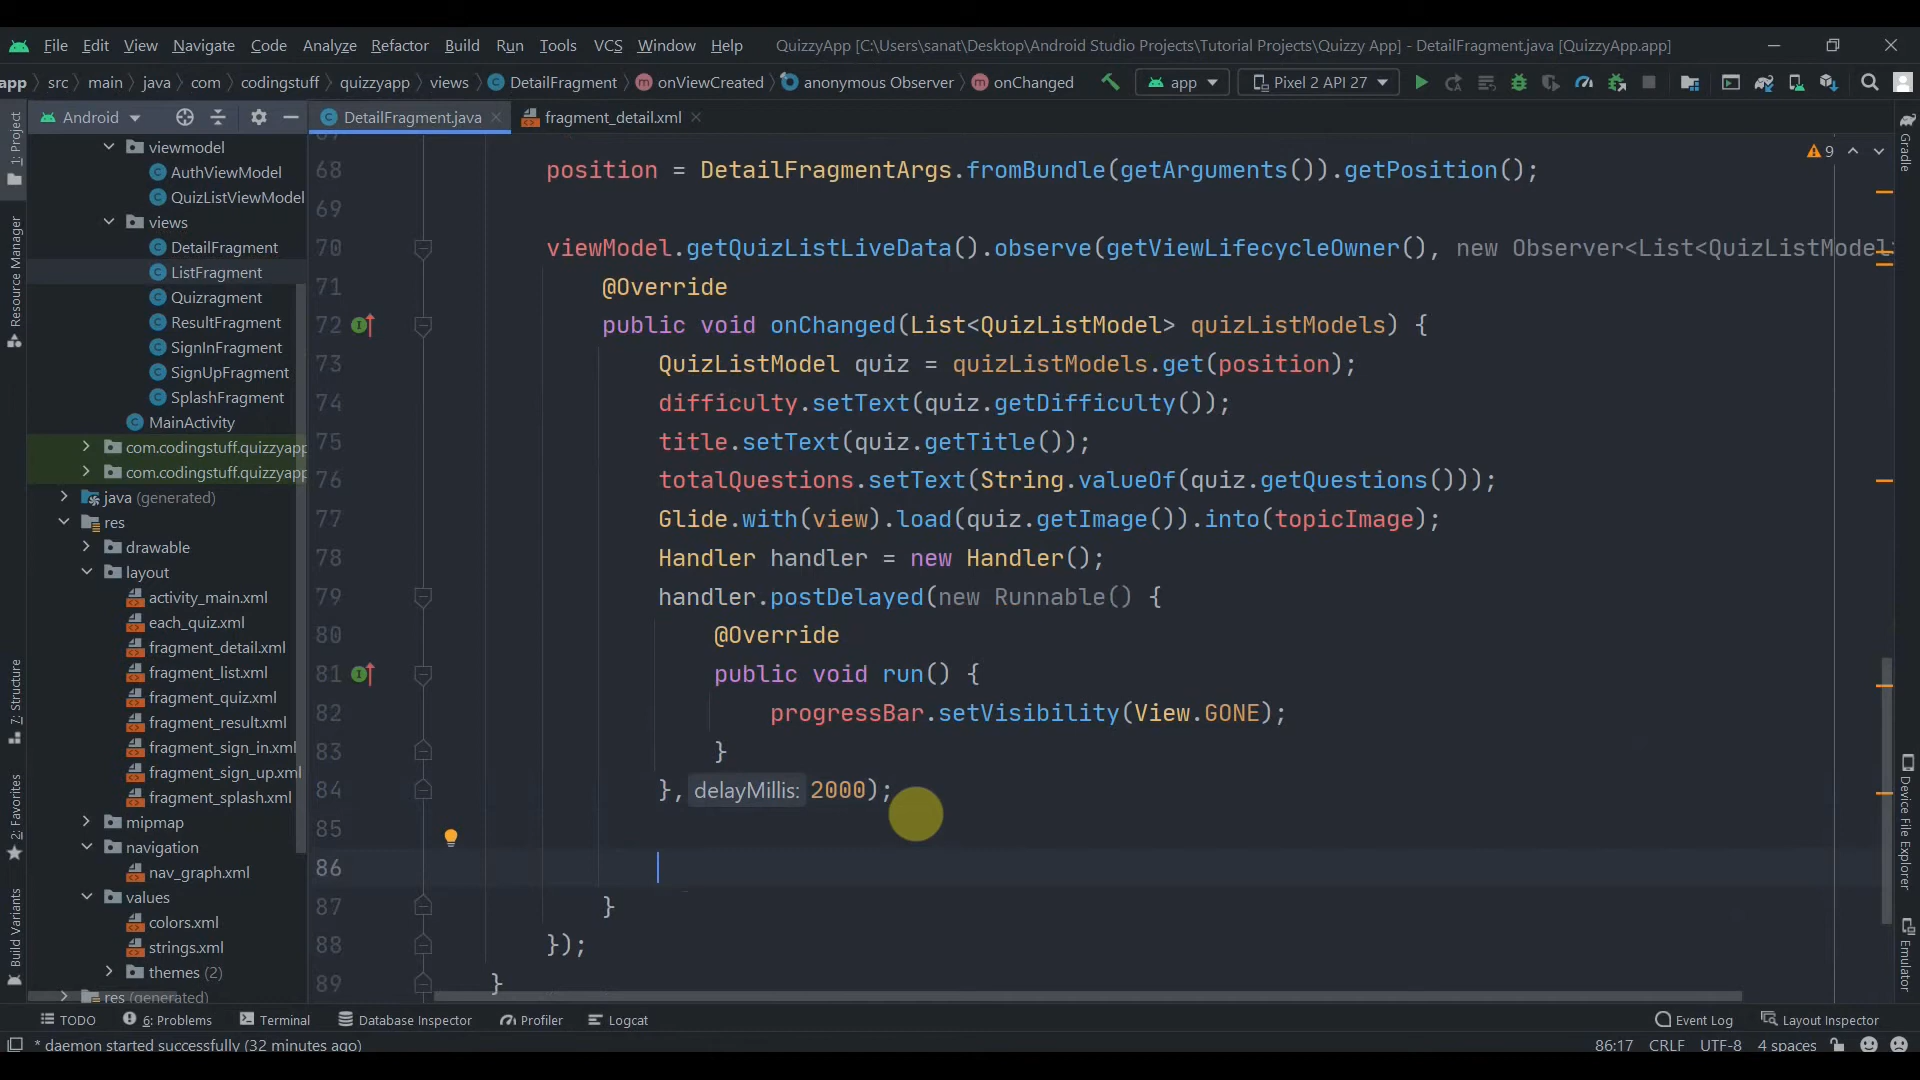 File Edit View Navigate Code Analyze Refactor Build Run Tools VCS Window Help QuizzyApp [C:\Users\sanat\Desktop\Android Studio Projects\Tutorial Projects\Quizzy App] - DetailFragment.java [QuizzyApp.app]
app src main java com codingstuff quizzyapp views DetailFragment onViewCreated anonymous Observer onChanged app Pixel 2 API 27
Android DetailFragment.java fragment_detail.xml
1: Project
Resource Manager
7: Structure
2: Favorites
Build Variants
viewmodel
AuthViewModel
QuizListViewModel
views
DetailFragment
ListFragment
Quizragment
ResultFragment
SignInFragment
SignUpFragment
SplashFragment
MainActivity
com.codingstuff.quizzyapp
com.codingstuff.quizzyapp
java (generated)
res
drawable
layout
activity_main.xml
each_quiz.xml
fragment_detail.xml
fragment_list.xml
fragment_quiz.xml
fragment_result.xml
fragment_sign_in.xml
fragment_sign_up.xml
fragment_splash.xml
mipmap
navigation
nav_graph.xml
values
colors.xml
strings.xml
themes (2)
res (generated)
9
68 position = DetailFragmentArgs.fromBundle(getArguments()).getPosition();
69
70 viewModel.getQuizListLiveData().observe(getViewLifecycleOwner(), new Observer<List<QuizListModel>
71 @Override
72 public void onChanged(List<QuizListModel> quizListModels) {
73 QuizListModel quiz = quizListModels.get(position);
74 difficulty.setText(quiz.getDifficulty());
75 title.setText(quiz.getTitle());
76 totalQuestions.setText(String.valueOf(quiz.getQuestions()));
77 Glide.with(view).load(quiz.getImage()).into(topicImage);
78 Handler handler = new Handler();
79 handler.postDelayed(new Runnable() {
80 @Override
81 public void run() {
82 progressBar.setVisibility(View.GONE);
83 }
84 }, delayMillis: 2000);
85
86
87 }
88 });
89 }
Gradle
Device File Explorer
Emulator
TODO 6: Problems Terminal Database Inspector Profiler Logcat Event Log Layout Inspector
* daemon started successfully (32 minutes ago) 86:17 CRLF UTF-8 4 spaces